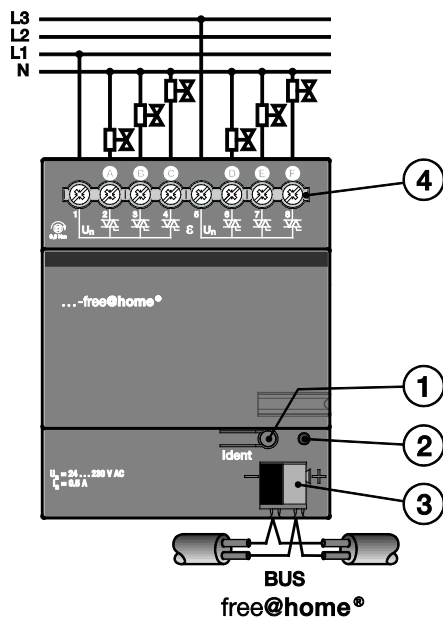 L3
L2
L1
N
A B C D E F
4
1 2 3 4 5 6 7 8
Un ε Un
...-free@home®
1
2
Ident
Un = 24 ... 230 V AC
In = 0.5 A
3
BUS
free@home®